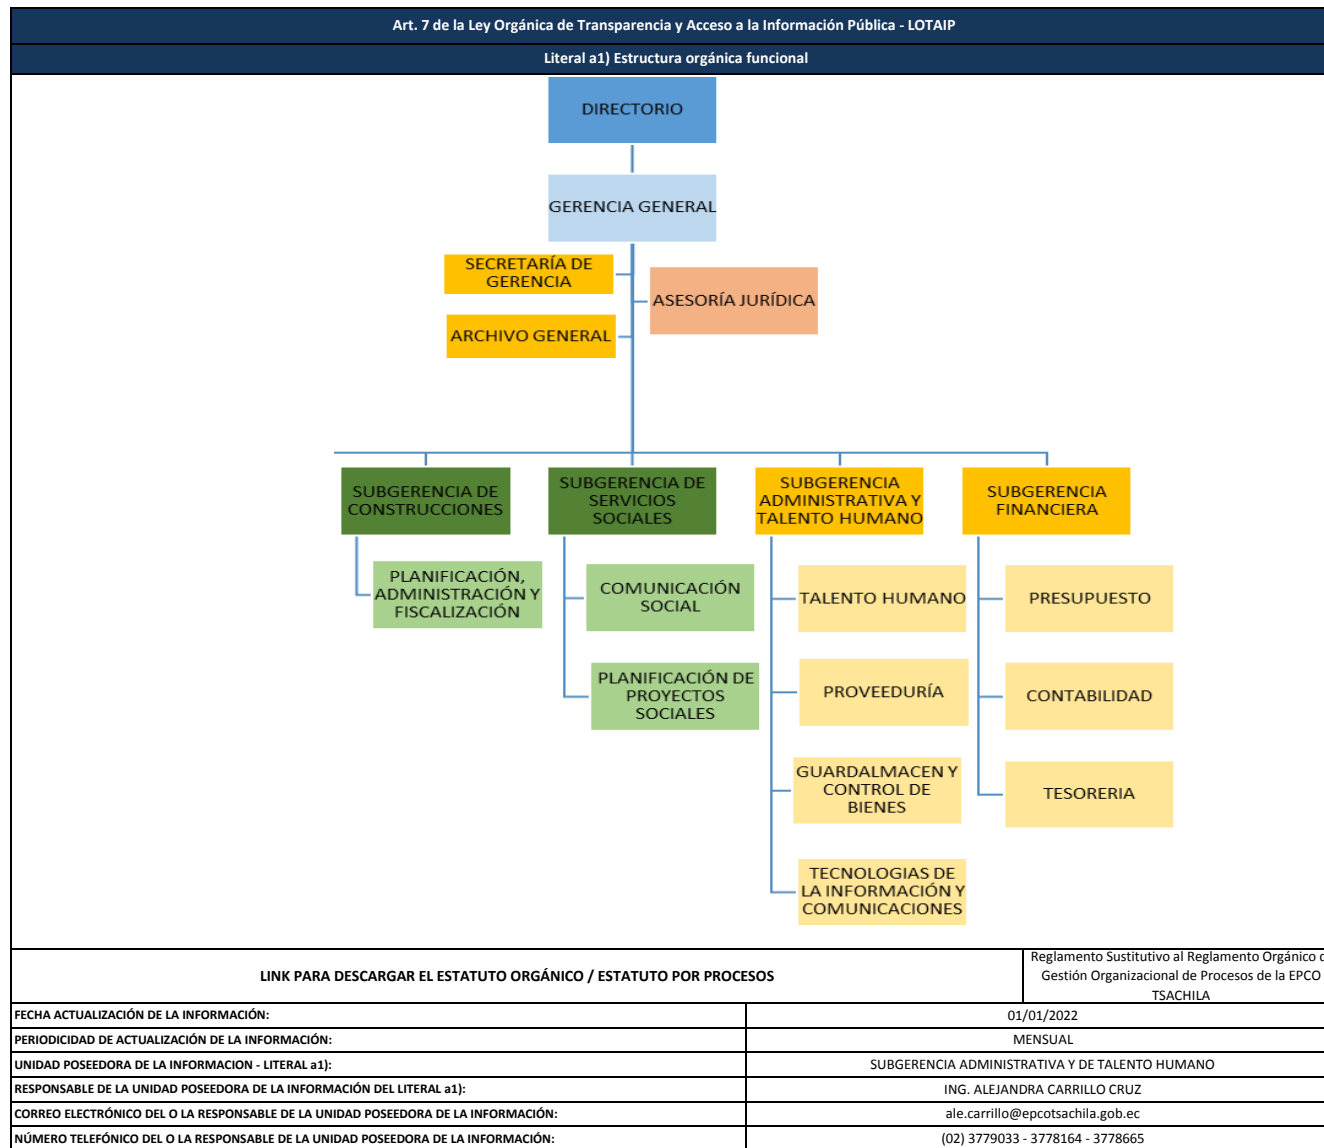 Art. 7 de la Ley Orgánica de Transparencia y Acceso a la Información Pública - LOTAIP
Literal a1) Estructura orgánica funcional
DIRECTORIO
GERENCIA GENERAL
SECRETARÍA DE
GERENCIA
ASESORÍA JURÍDICA
ARCHIVO GENERAL
SUBGERENCIA DE
CONSTRUCCIONES
PLANIFICACIÓN,
ADMINISTRACIÓN Y
FISCALIZACIÓN
SUBGERENCIA DE
SERVICIOS
SOCIALES
COMUNICACIÓN
SOCIAL
PLANIFICACIÓN DE
PROYECTOS
SOCIALES
SUBGERENCIA
ADMINISTRATIVA Y
TALENTO HUMANO
TALENTO HUMANO
PROVEEDURÍA
GUARDALMACEN Y
CONTROL DE
BIENES
TECNOLOGIAS DE
LA INFORMACIÓN Y
COMUNICACIONES
SUBGERENCIA
FINANCIERA
PRESUPUESTO
CONTABILIDAD
TESORERIA
LINK PARA DESCARGAR EL ESTATUTO ORGÁNICO / ESTATUTO POR PROCESOS
Reglamento Sustitutivo al Reglamento Orgánico
Gestión Organizacional de Procesos de la EPCO
TSACHILA
FECHA ACTUALIZACIÓN DE LA INFORMACIÓN:
01/01/2022
PERIODICIDAD DE ACTUALIZACIÓN DE LA INFORMACIÓN:
MENSUAL
UNIDAD POSEEDORA DE LA INFORMACION - LITERAL a1):
SUBGERENCIA ADMINISTRATIVA Y DE TALENTO HUMANO
RESPONSABLE DE LA UNIDAD POSEEDORA DE LA INFORMACIÓN DEL LITERAL a1):
ING. ALEJANDRA CARRILLO CRUZ
CORREO ELECTRÓNICO DEL O LA RESPONSABLE DE LA UNIDAD POSEEDORA DE LA INFORMACIÓN:
ale.carrillo@epcotsachila.gob.ec
NÚMERO TELEFÓNICO DEL O LA RESPONSABLE DE LA UNIDAD POSEEDORA DE LA INFORMACIÓN:
(02) 3779033 - 3778164 - 3778665